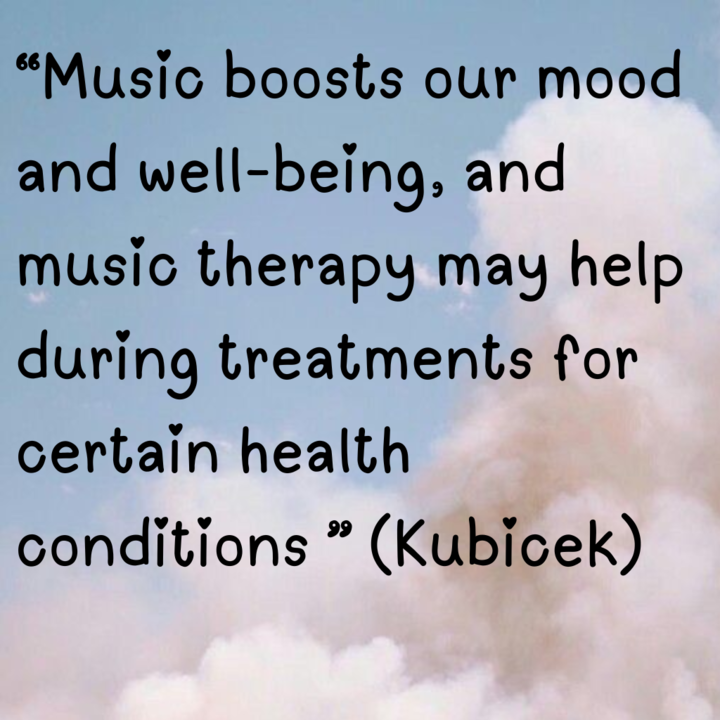 “Music boosts our mood
and well-being, and
music therapy may help
during treatments for
certain health
conditions ” (Kubicek)